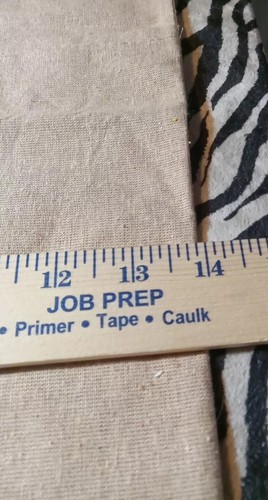 12 13 14
JOB PREP
• Primer • Tape • Caulk